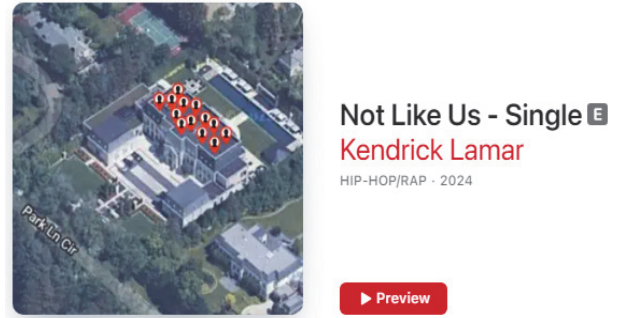 Not Like Us - Single E
Kendrick Lamar
HIP-HOP/RAP · 2024
Park Ln Cir
Preview